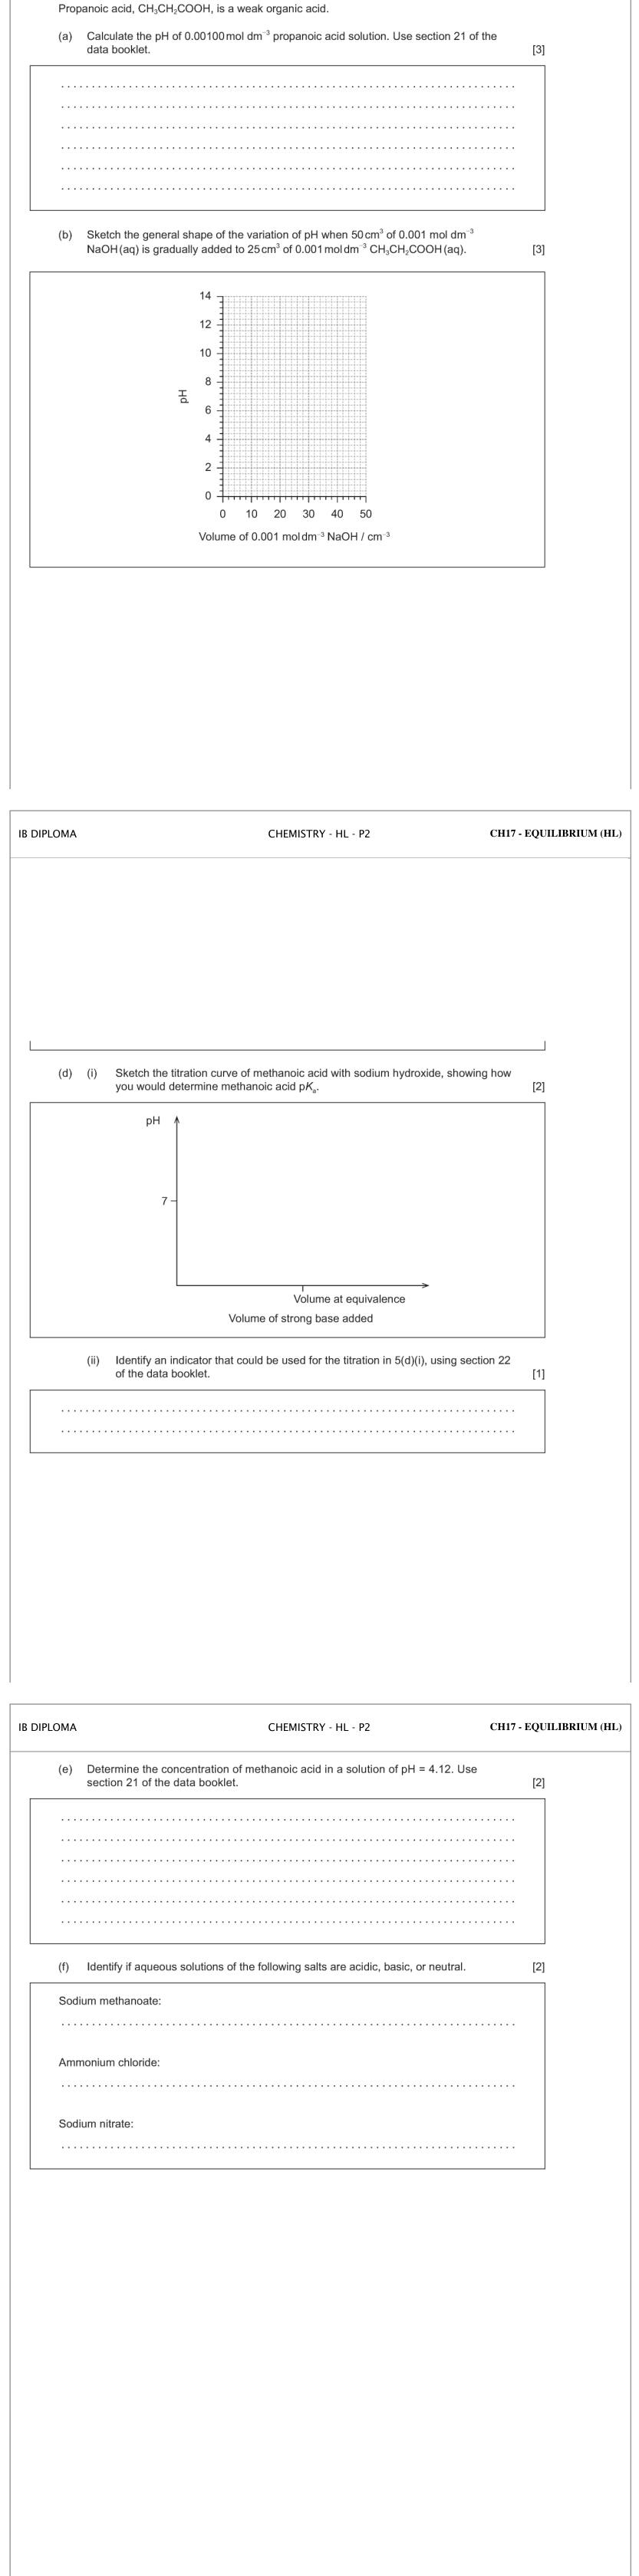 Propanoic acid, CH₃CH₂COOH, is a weak organic acid.
(a) Calculate the pH of 0.00100 mol dm⁻³ propanoic acid solution. Use section 21 of the
data booklet. [3]
(b) Sketch the general shape of the variation of pH when 50 cm³ of 0.001 mol dm⁻³
NaOH (aq) is gradually added to 25 cm³ of 0.001 mol dm⁻³ CH₃CH₂COOH (aq). [3]
14
12
10
8
pH
6
4
2
0
0 10 20 30 40 50
Volume of 0.001 mol dm⁻³ NaOH / cm⁻³
IB DIPLOMA CHEMISTRY - HL - P2 CH17 - EQUILIBRIUM (HL)
(d) (i) Sketch the titration curve of methanoic acid with sodium hydroxide, showing how
you would determine methanoic acid pKₐ. [2]
pH
7
Volume at equivalence
Volume of strong base added
(ii) Identify an indicator that could be used for the titration in 5(d)(i), using section 22
of the data booklet. [1]
IB DIPLOMA CHEMISTRY - HL - P2 CH17 - EQUILIBRIUM (HL)
(e) Determine the concentration of methanoic acid in a solution of pH = 4.12. Use
section 21 of the data booklet. [2]
(f) Identify if aqueous solutions of the following salts are acidic, basic, or neutral. [2]
Sodium methanoate:
Ammonium chloride:
Sodium nitrate: